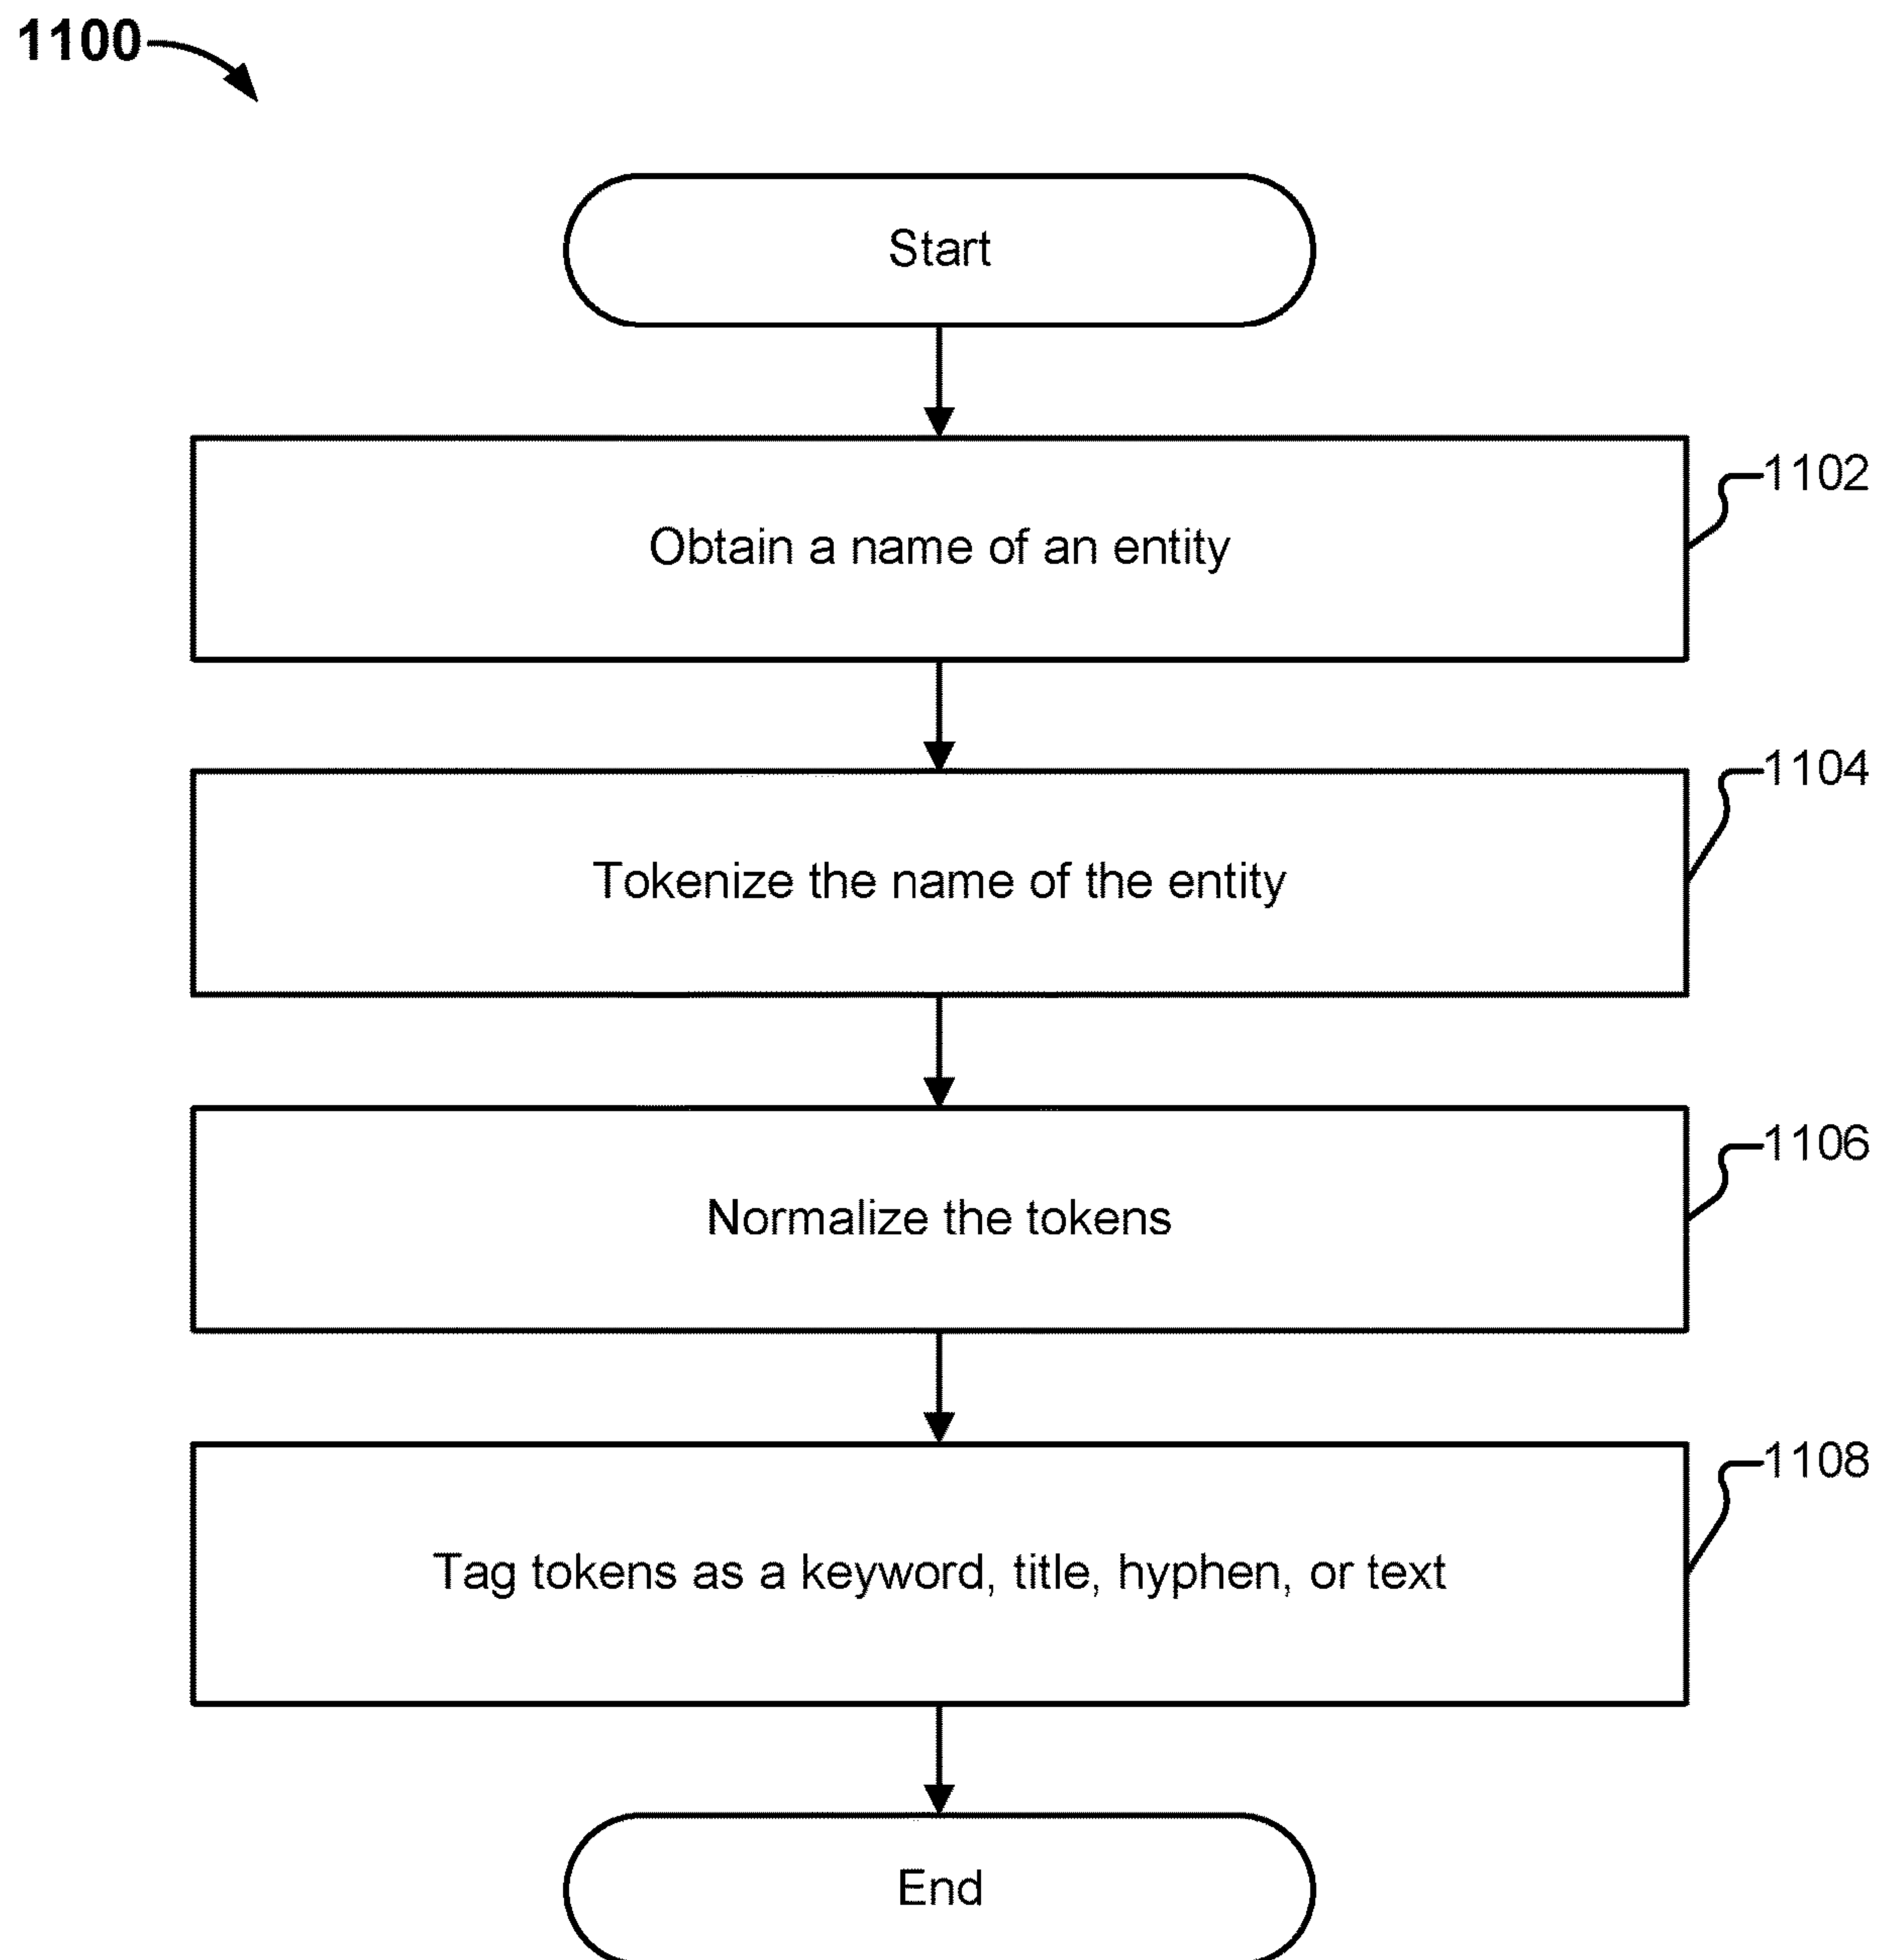 1100
Start
1102
Obtain a name of an entity
1104
Tokenize the name of the entity
1106
Normalize the tokens
1108
Tag tokens as a keyword, title, hyphen, or text
End